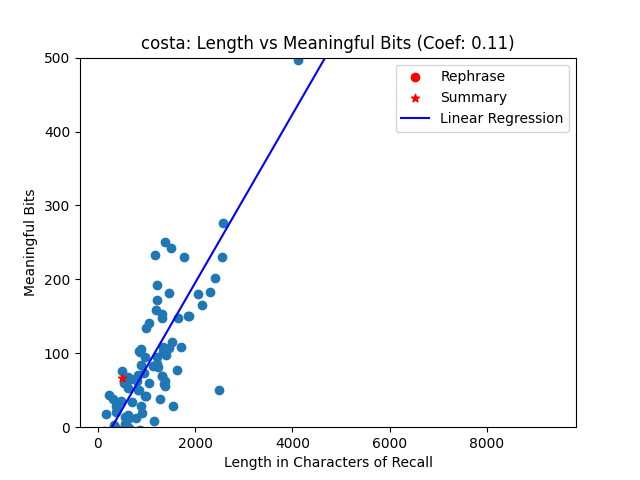 costa: Length vs Meaningful Bits (Coef: 0.11)
Rephrase
Summary
Linear Regression
500
400
300
200
100
0
Meaningful Bits
0 2000 4000 6000 8000
Length in Characters of Recall